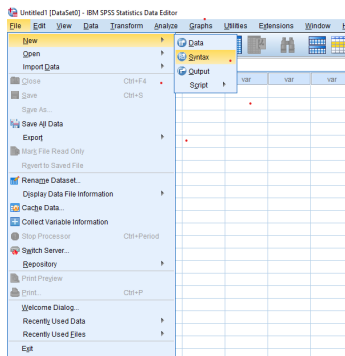 Untitled1 [DataSet0] - IBM SPSS Statistics Data Editor
File Edit View Data Transform Analyze Graphs Utilities Extensions Window
New
Data
Open
Syntax
Import Data
Output
Close Ctrl+F4
Script
var var var
Save Ctrl+S
Save As...
Save All Data
Export
Mark File Read Only
Revert to Saved File
Rename Dataset...
Display Data File Information
Cache Data...
Collect Variable Information
Stop Processor Ctrl+Period
Switch Server...
Repository
Print Preview
Print... Ctrl+P
Welcome Dialog...
Recently Used Data
Recently Used Files
Exit